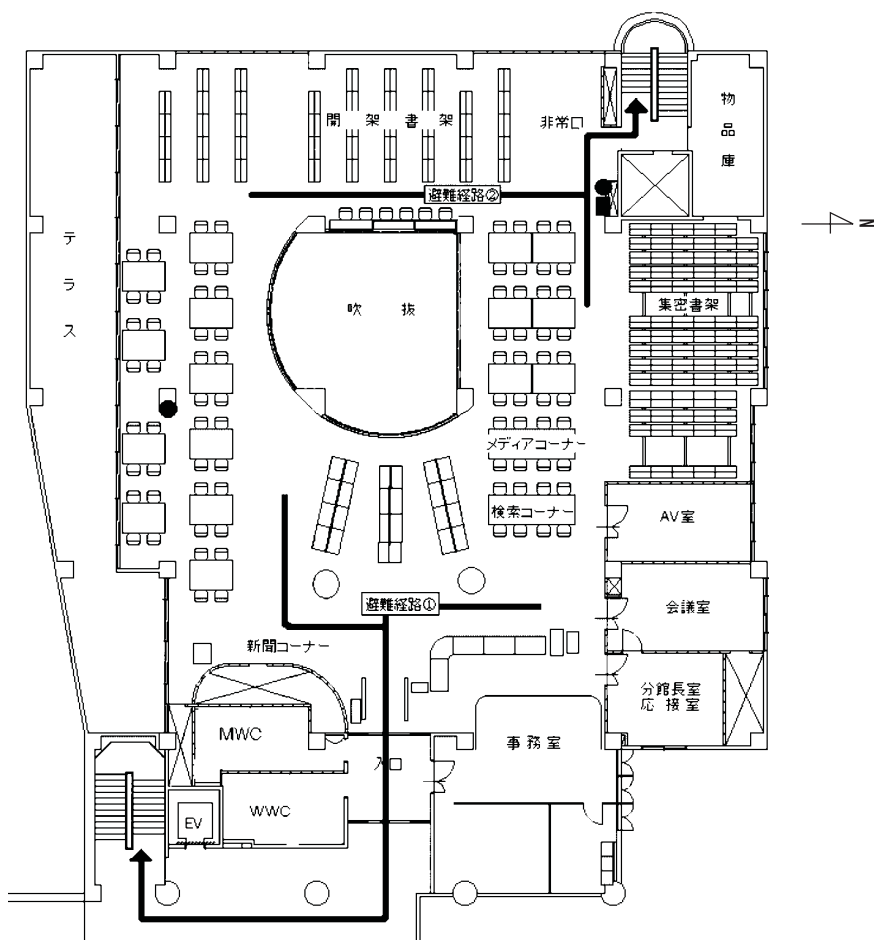 物品庫
開架書架
非常口
避難経路②
N
テラス
吹抜
集密書架
メディアコーナー
検索コーナー
AV室
会議室
避難経路①
新聞コーナー
分館長室
応接室
MWC
事務室
入口
WWC
EV